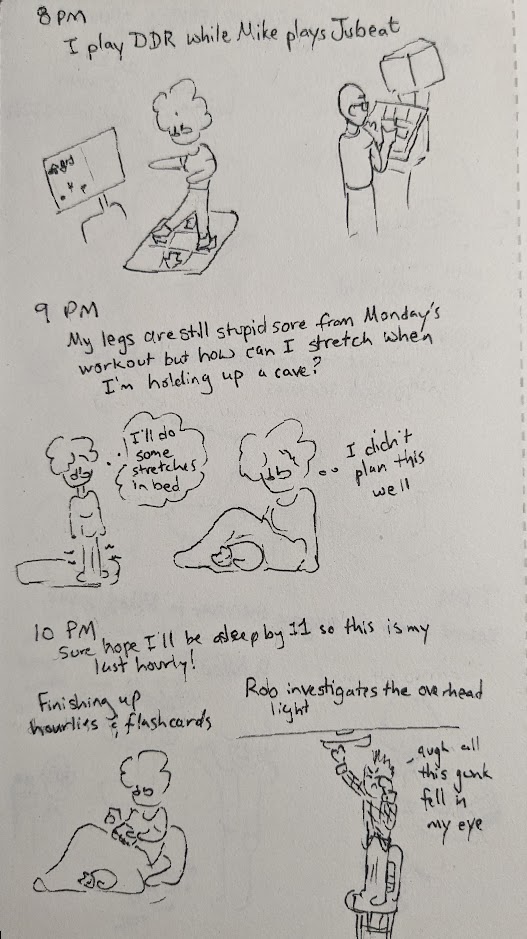 8 PM
I play DDR while Mike plays Jubeat
9 PM
My legs are still stupid sore from Monday's
workout but how can I stretch when
I'm holding up a cave?
I'll do
some
stretches
in bed
I didn't
plan this
well
10 PM
Sure hope I'll be asleep by 11 so this is my
last hourly!
Finishing up
hourlies & flashcards
Rob investigates the overhead
light
augh all
this gunk
fell in
my eye